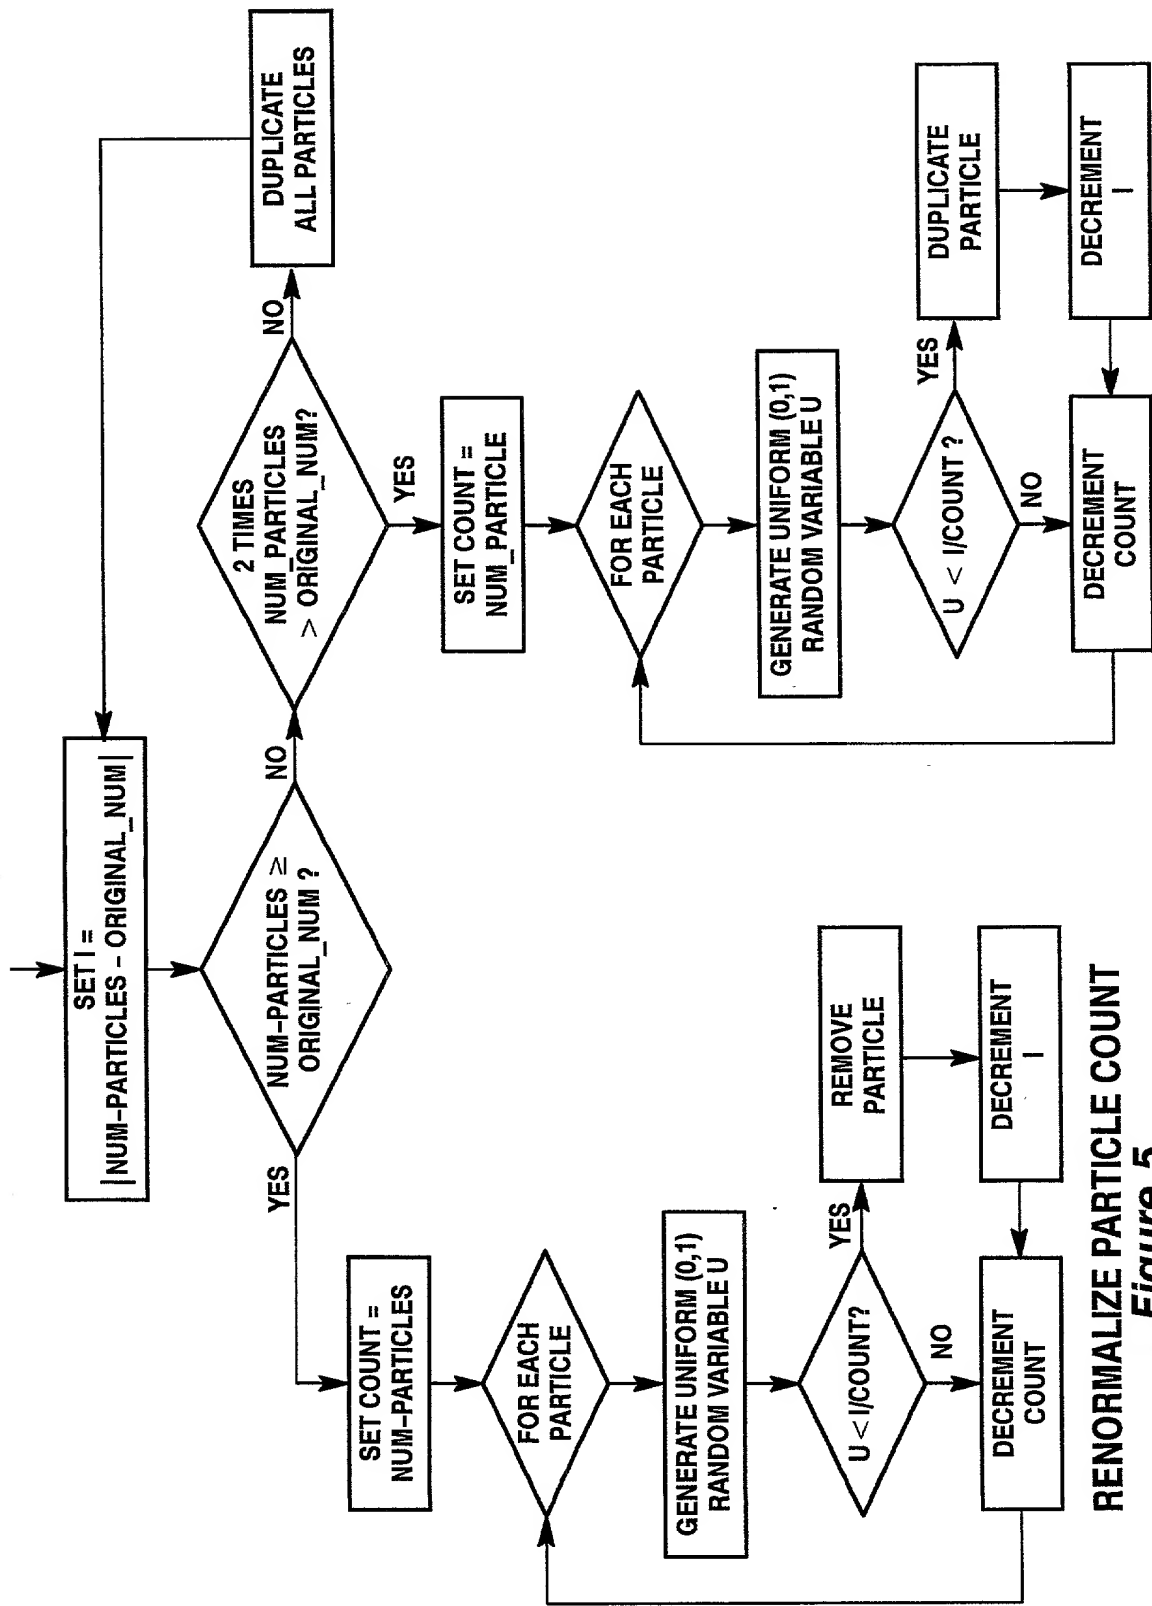 SET I =
|NUM-PARTICLES - ORIGINAL_NUM|
NUM-PARTICLES ≥
ORIGINAL_NUM ?
YES
NO
SET COUNT =
NUM-PARTICLES
FOR EACH
PARTICLE
GENERATE UNIFORM (0,1)
RANDOM VARIABLE U
U < I/COUNT?
YES
NO
REMOVE
PARTICLE
DECREMENT
I
DECREMENT
COUNT
2 TIMES
NUM_PARTICLES
> ORIGINAL_NUM?
NO
YES
DUPLICATE
ALL PARTICLES
SET COUNT =
NUM_PARTICLE
FOR EACH
PARTICLE
GENERATE UNIFORM (0,1)
RANDOM VARIABLE U
U < I/COUNT ?
YES
NO
DUPLICATE
PARTICLE
DECREMENT
I
DECREMENT
COUNT
RENORMALIZE PARTICLE COUNT
Figure 5